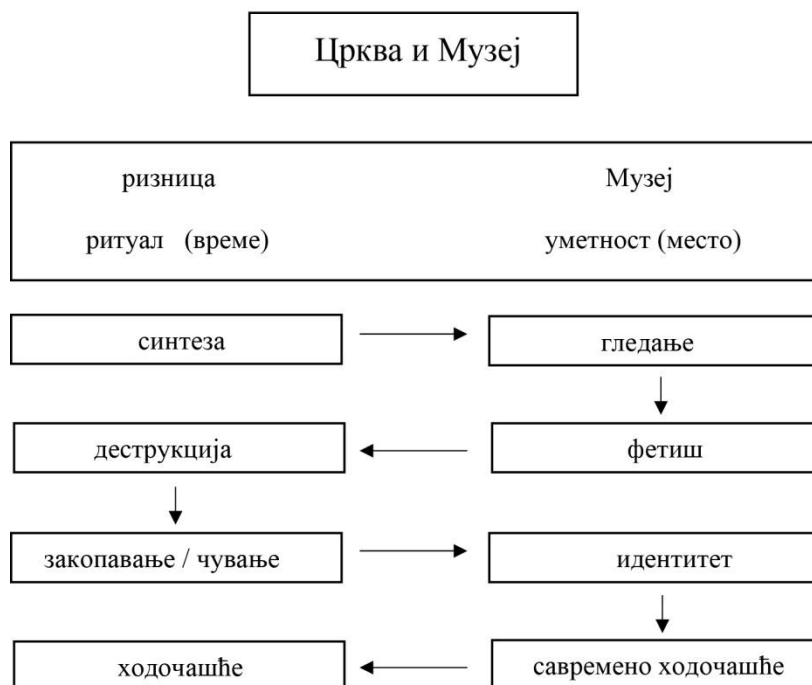 Црква и Музеј
ризница Музеј
ритуал (време) уметност (место)
синтеза гледање
деструкција фетиш
закопавање / чување идентитет
ходочашће савремено ходочашће